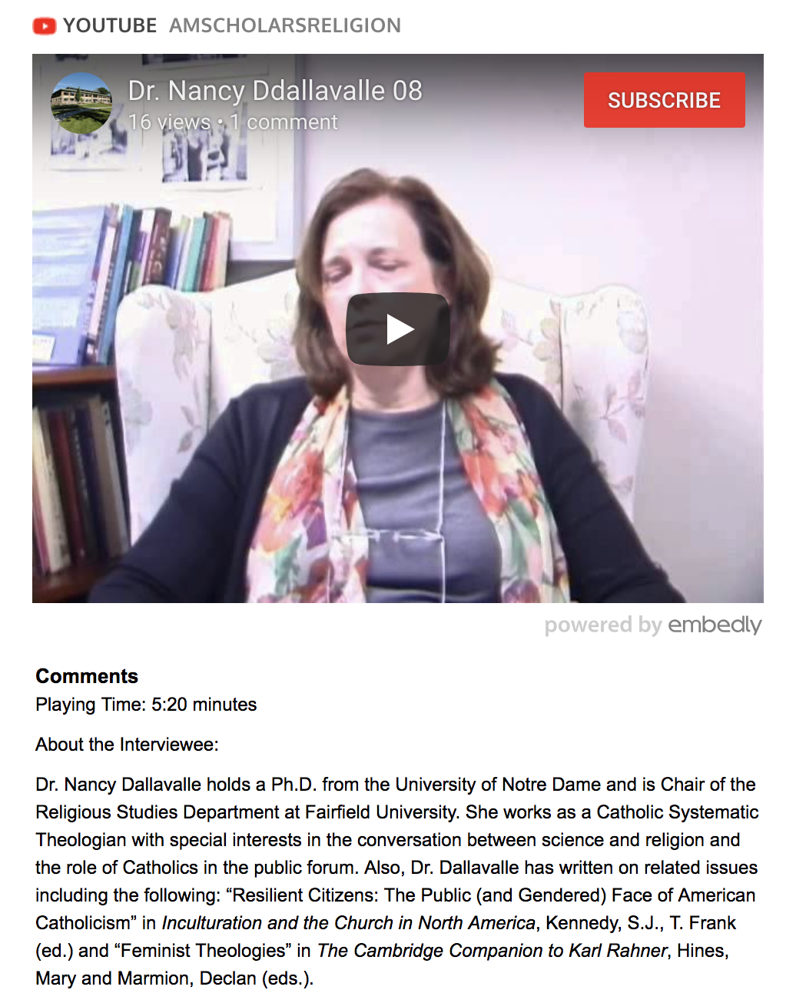 YOUTUBE AMSCHOLARSRELIGION
Dr. Nancy Ddallavalle 08
16 views • 1 comment
SUBSCRIBE
powered by embedly
Comments
Playing Time: 5:20 minutes
About the Interviewee:
Dr. Nancy Dallavalle holds a Ph.D. from the University of Notre Dame and is Chair of the
Religious Studies Department at Fairfield University. She works as a Catholic Systematic
Theologian with special interests in the conversation between science and religion and
the role of Catholics in the public forum. Also, Dr. Dallavalle has written on related issues
including the following: “Resilient Citizens: The Public (and Gendered) Face of American
Catholicism” in Inculturation and the Church in North America, Kennedy, S.J., T. Frank
(ed.) and “Feminist Theologies” in The Cambridge Companion to Karl Rahner, Hines,
Mary and Marmion, Declan (eds.).